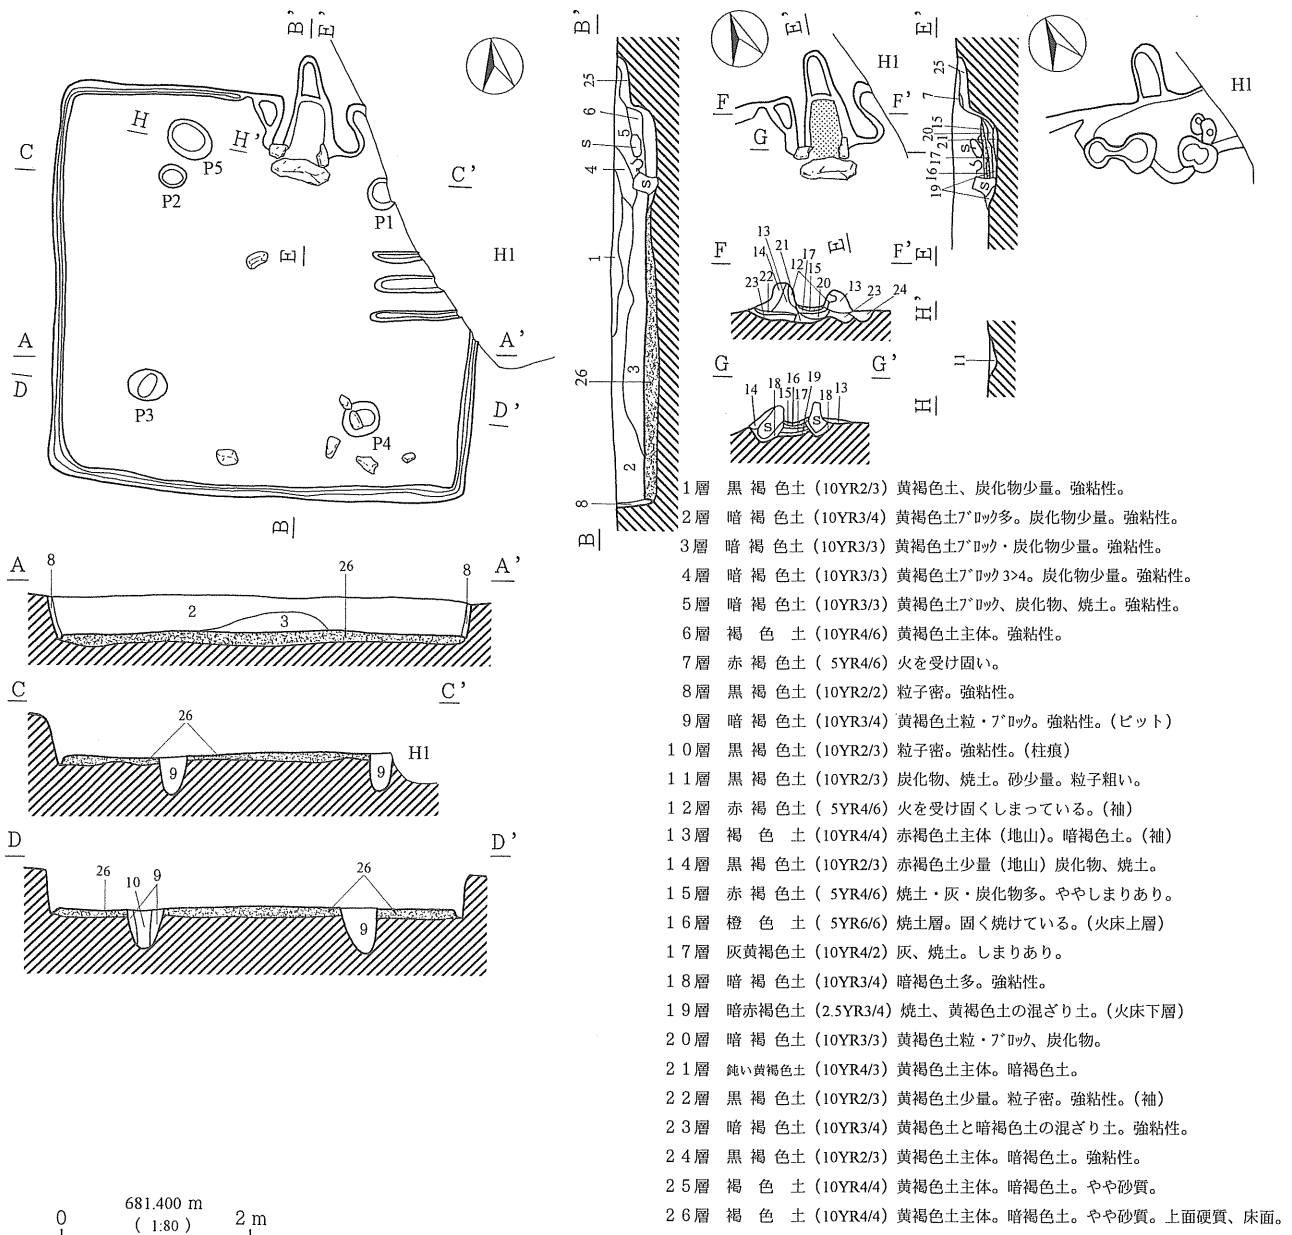 B' E'
H
H'
C
C'
P5
P2
P1
E
H1
A
A'
D
D'
P3
P4
B
B'
25
6
5
S
4
S
1
3
26
2
8
B
E'
H1
F
F'
G
E
E'
25
7
15
20
21
S
17
16
19
S
E
H1
F
F'
13
14
21
12
17
15
20
13
23
22
23
24
G
G'
14
18
15
16
17
19
18
13
S
S
H'
11
H
A
A'
8
26
8
2
3
C
C'
26
9
9
H1
D
D'
26
10
9
26
9
1層 黒褐色土(10YR2/3)黄褐色土、炭化物少量。強粘性。
2層 暗褐色土(10YR3/4)黄褐色土ブロック多。炭化物少量。強粘性。
3層 暗褐色土(10YR3/3)黄褐色土ブロック・炭化物少量。強粘性。
4層 暗褐色土(10YR3/3)黄褐色土ブロック3>4。炭化物少量。強粘性。
5層 暗褐色土(10YR3/3)黄褐色土ブロック、炭化物、焼土。強粘性。
6層 褐色土(10YR4/6)黄褐色土主体。強粘性。
7層 赤褐色土( 5YR4/6)火を受け固い。
8層 黒褐色土(10YR2/2)粒子密。強粘性。
9層 暗褐色土(10YR3/4)黄褐色土粒・ブロック。強粘性。(ピット)
10層 黒褐色土(10YR2/3)粒子密。強粘性。(柱痕)
11層 黒褐色土(10YR2/3)炭化物、焼土。砂少量。粒子粗い。
12層 赤褐色土( 5YR4/6)火を受け固くしまっている。(袖)
13層 褐色土(10YR4/4)赤褐色土主体(地山)。暗褐色土。(袖)
14層 黒褐色土(10YR2/3)赤褐色土少量(地山)炭化物、焼土。
15層 赤褐色土( 5YR4/6)焼土・灰・炭化物多。ややしまりあり。
16層 橙色土( 5YR6/6)焼土層。固く焼けている。(火床上層)
17層 灰黄褐色土(10YR4/2)灰、焼土。しまりあり。
18層 暗褐色土(10YR3/4)暗褐色土多。強粘性。
19層 暗赤褐色土(2.5YR3/4)焼土、黄褐色土の混ざり土。(火床下層)
20層 暗褐色土(10YR3/3)黄褐色土粒・ブロック、炭化物。
21層 鈍い黄褐色土(10YR4/3)黄褐色土主体。暗褐色土。
22層 黒褐色土(10YR2/3)黄褐色土少量。粒子密。強粘性。(袖)
23層 暗褐色土(10YR3/4)黄褐色土と暗褐色土の混ざり土。強粘性。
24層 黒褐色土(10YR2/3)黄褐色土主体。暗褐色土。強粘性。
25層 褐色土(10YR4/4)黄褐色土主体。暗褐色土。やや砂質。
26層 褐色土(10YR4/4)黄褐色土主体。暗褐色土。やや砂質。上面硬質、床面。
681.400 m
0 (1:80) 2 m